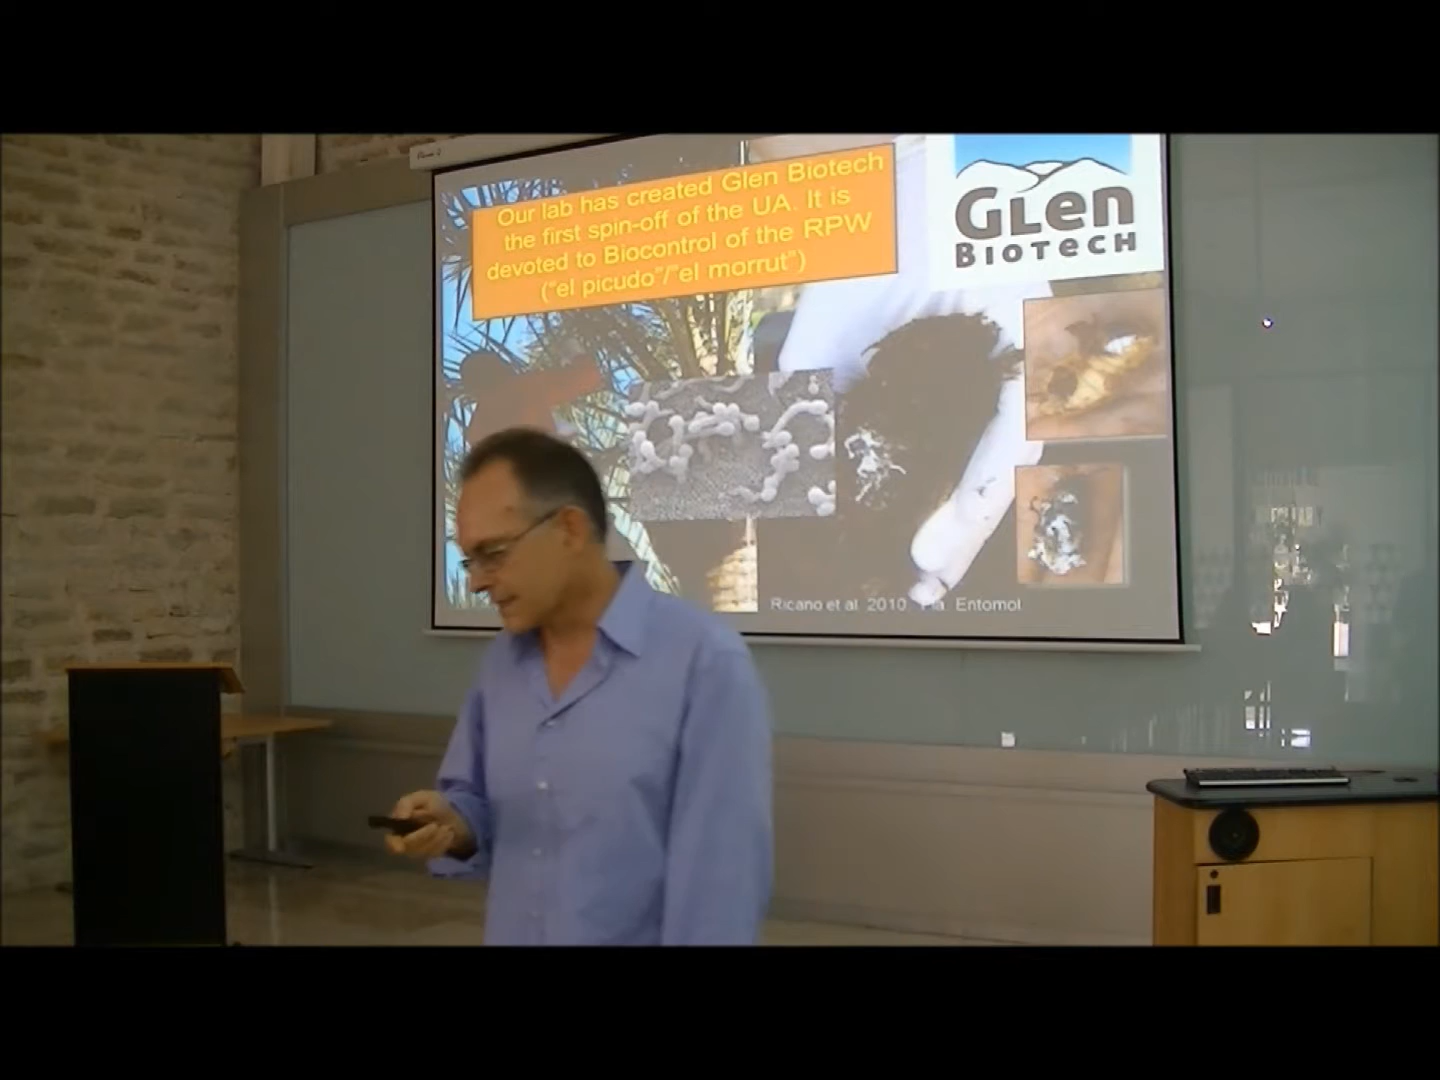 Our lab has created Glen Biotech
the first spin-off of the UA. It is
devoted to Biocontrol of the RPW
("el picudo"/"el morrut")
GLen
BIOTECH
Ricano et al 2010 Fla Entomol